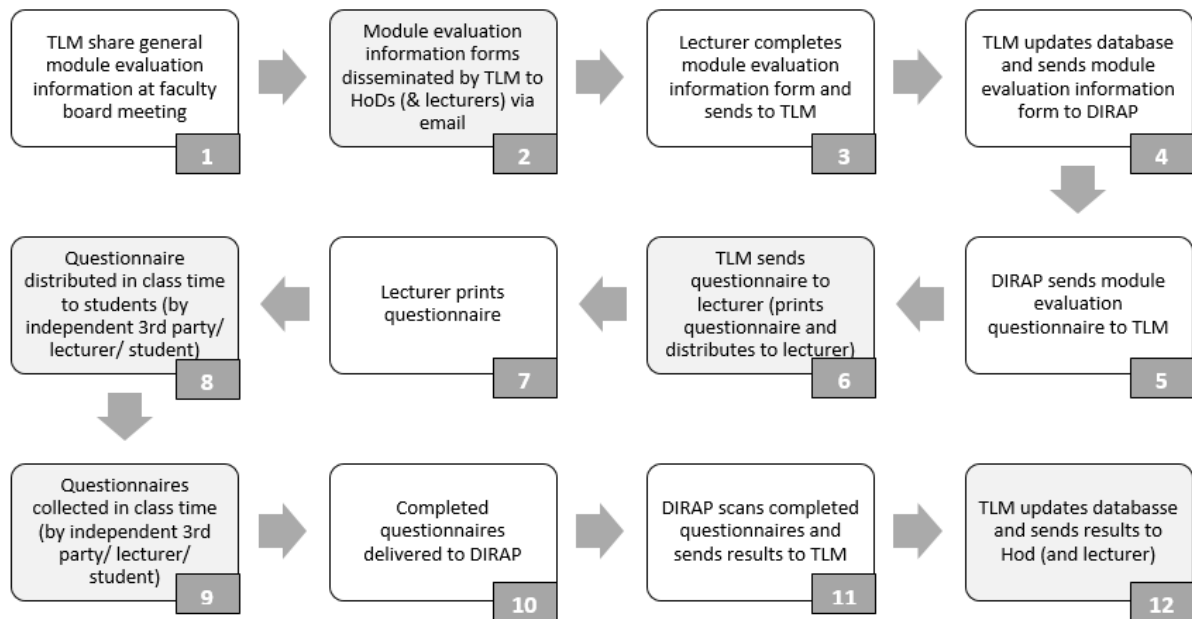 TLM share general
module evaluation
information at faculty
board meeting
1
Module evaluation
information forms
disseminated by TLM to
HoDs (& lecturers) via
email
2
Lecturer completes
module evaluation
information form and
sends to TLM
3
TLM updates database
and sends module
evaluation information
form to DIRAP
4
DIRAP sends module
evaluation
questionnaire to TLM
5
TLM sends
questionnaire to
lecturer (prints
questionnaire and
distributes to lecturer)
6
Lecturer prints
questionnaire
7
Questionnaire
distributed in class time
to students (by
independent 3rd party/
lecturer/ student)
8
Questionnaires
collected in class time
(by independent 3rd
party/ lecturer/
student)
9
Completed
questionnaires
delivered to DIRAP
10
DIRAP scans completed
questionnaires and
sends results to TLM
11
TLM updates databasse
and sends results to
Hod (and lecturer)
12